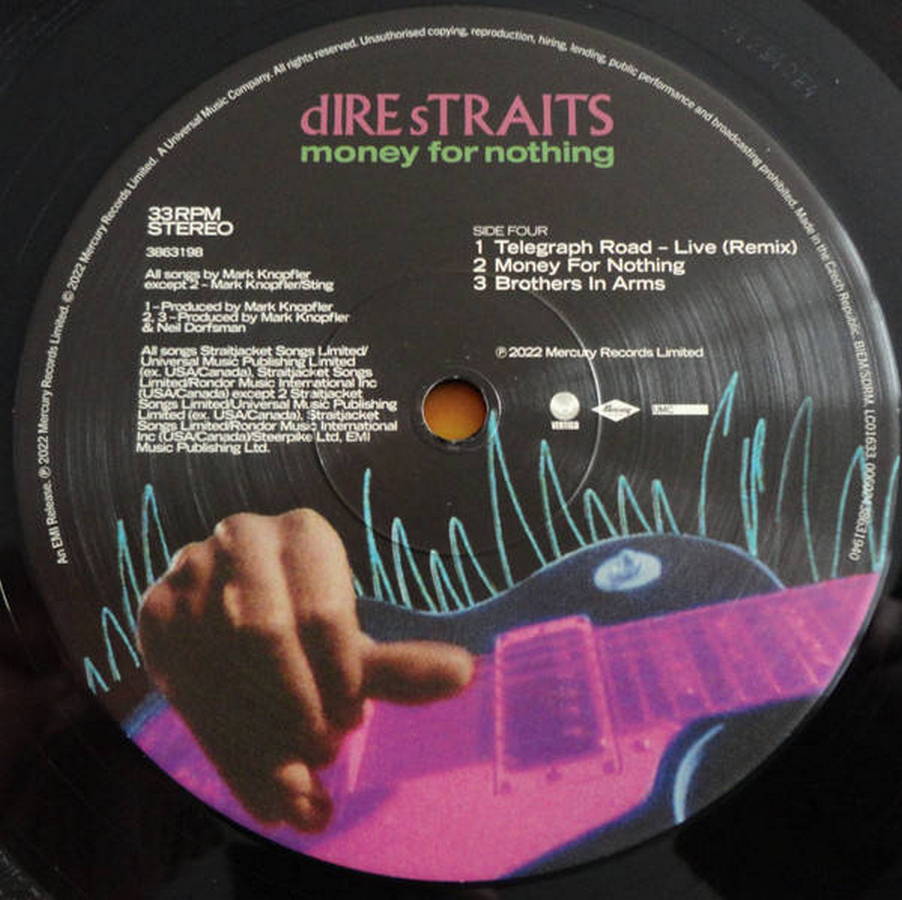 An EMI Release. ℗ 2022 Mercury Records Limited. © 2022 Mercury Records Limited. A Universal Music Company. All rights reserved. Unauthorised copying, reproduction, hiring, lending, public performance and broadcasting prohibited. Made in the Czech Republic. BIEM/SDRM. LC01633.
dIRE sTRAITS
money for nothing
33RPM
STEREO
3863198
All songs by Mark Knopfler
except 2 – Mark Knopfler/Sting
1 – Produced by Mark Knopfler
2, 3 – Produced by Mark Knopfler
& Neil Dorfsman
All songs Straitjacket Songs Limited/
Universal Music Publishing Limited
(ex. USA/Canada), Straitjacket Songs
Limited/Rondor Music International Inc
(USA/Canada) except 2 Straitjacket
Songs Limited/Universal Music Publishing
Limited (ex. USA/Canada), Straitjacket
Songs Limited/Rondor Music International
Inc (USA/Canada)/Steerpike Ltd, EMI
Music Publishing Ltd.
SIDE FOUR
1 Telegraph Road – Live (Remix)
2 Money For Nothing
3 Brothers In Arms
℗ 2022 Mercury Records Limited
Mercury
UMC